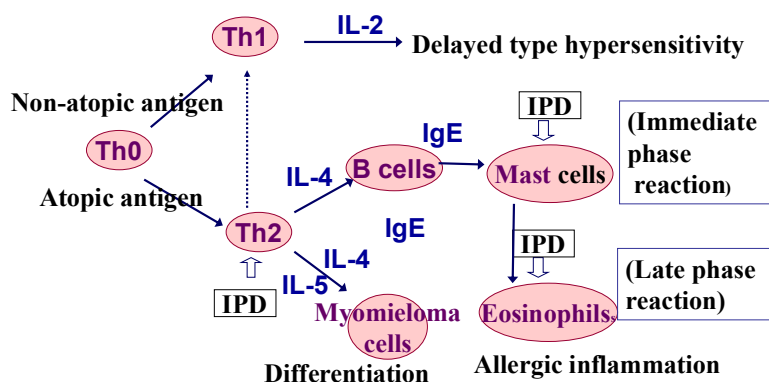 Th1
IL-2
Delayed type hypersensitivity
Non-atopic antigen
Th0
Atopic antigen
Th2
IPD
IL-4
B cells
IgE
IPD
Mast cells
(Immediate
phase
reaction)
IgE
IL-4
IL-5
Myomieloma
cells
Differentiation
IPD
Eosinophils
(Late phase
reaction)
Allergic inflammation